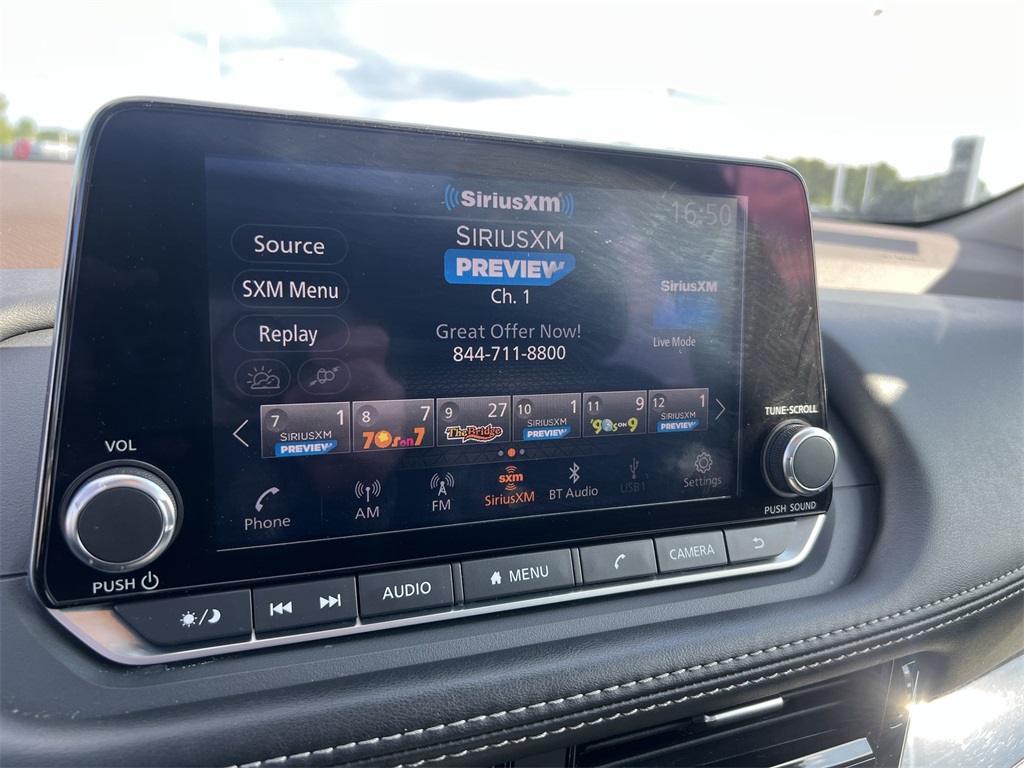 SiriusXM
16:50
SIRIUSXM
PREVIEW
Ch. 1
Source
SXM Menu
Replay
SiriusXM
Live Mode
Great Offer Now!
844-711-8800
7 1 SIRIUSXM PREVIEW
8 7 70s on 7
9 27 The Bridge
10 1 SIRIUSXM PREVIEW
11 9 '90s on 9
12 1 SIRIUSXM PREVIEW
Phone
AM
FM
sxm
SiriusXM
BT Audio
USB1
Settings
VOL
PUSH
TUNE·SCROLL
PUSH SOUND
AUDIO
MENU
CAMERA